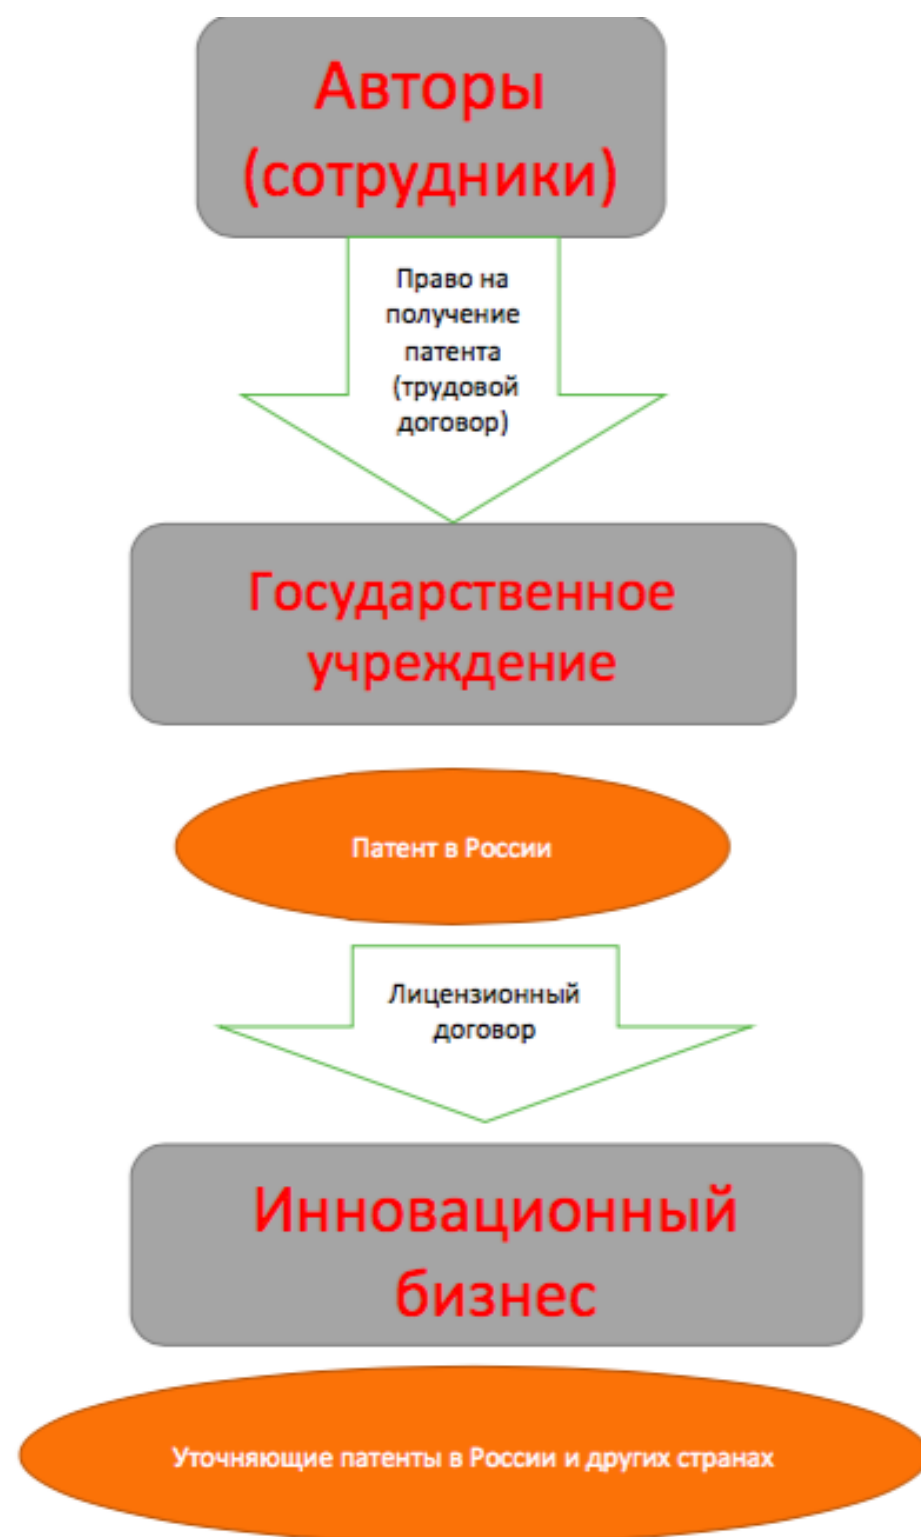 Авторы
(сотрудники)
Право на
получение
патента
(трудовой
договор)
Государственное
учреждение
Патент в России
Лицензионный
договор
Инновационный
бизнес
Уточняющие патенты в России и других странах